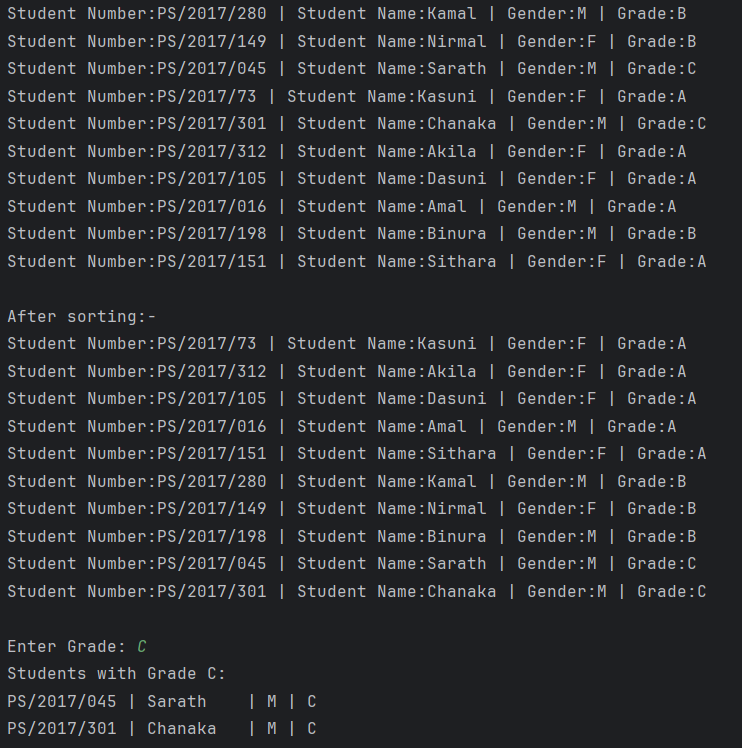 Student Number:PS/2017/280 | Student Name:Kamal | Gender:M | Grade:B
Student Number:PS/2017/149 | Student Name:Nirmal | Gender:F | Grade:B
Student Number:PS/2017/045 | Student Name:Sarath | Gender:M | Grade:C
Student Number:PS/2017/73 | Student Name:Kasuni | Gender:F | Grade:A
Student Number:PS/2017/301 | Student Name:Chanaka | Gender:M | Grade:C
Student Number:PS/2017/312 | Student Name:Akila | Gender:F | Grade:A
Student Number:PS/2017/105 | Student Name:Dasuni | Gender:F | Grade:A
Student Number:PS/2017/016 | Student Name:Amal | Gender:M | Grade:A
Student Number:PS/2017/198 | Student Name:Binura | Gender:M | Grade:B
Student Number:PS/2017/151 | Student Name:Sithara | Gender:F | Grade:A

After sorting:-
Student Number:PS/2017/73 | Student Name:Kasuni | Gender:F | Grade:A
Student Number:PS/2017/312 | Student Name:Akila | Gender:F | Grade:A
Student Number:PS/2017/105 | Student Name:Dasuni | Gender:F | Grade:A
Student Number:PS/2017/016 | Student Name:Amal | Gender:M | Grade:A
Student Number:PS/2017/151 | Student Name:Sithara | Gender:F | Grade:A
Student Number:PS/2017/280 | Student Name:Kamal | Gender:M | Grade:B
Student Number:PS/2017/149 | Student Name:Nirmal | Gender:F | Grade:B
Student Number:PS/2017/198 | Student Name:Binura | Gender:M | Grade:B
Student Number:PS/2017/045 | Student Name:Sarath | Gender:M | Grade:C
Student Number:PS/2017/301 | Student Name:Chanaka | Gender:M | Grade:C

Enter Grade: C
Students with Grade C:
PS/2017/045 | Sarath    | M | C
PS/2017/301 | Chanaka   | M | C